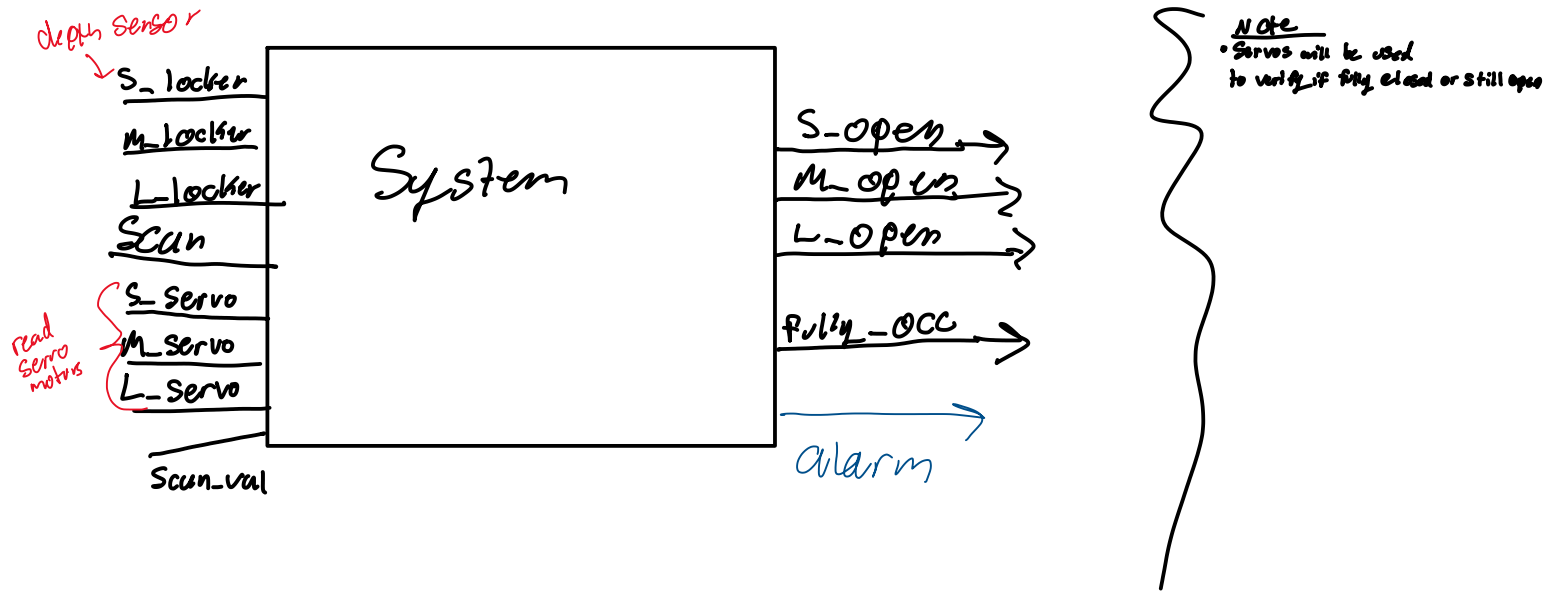 depth sensor
S_locker
M_locker
L_locker
Scan
S_servo
M_servo
L_servo
read
servo
motors
Scan_val
System
S_open
M_open
L_open
fully_occ
alarm
Note
• Servos will be used
to verify if fully closed or still open